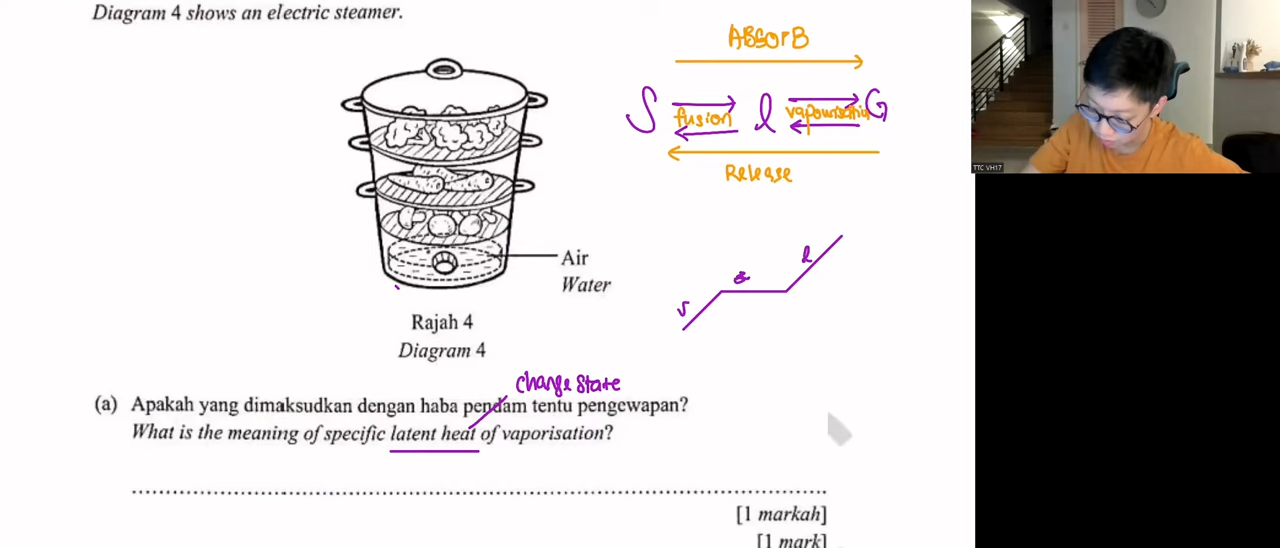 Diagram 4 shows an electric steamer.
ABSorB
S fusion l vapourisation G
Release
Air
Water
s
l
Rajah 4
Diagram 4
change state
(a) Apakah yang dimaksudkan dengan haba pendam tentu pengewapan?
What is the meaning of specific latent heat of vaporisation?
[1 markah]
[1 mark]
TTC VH17